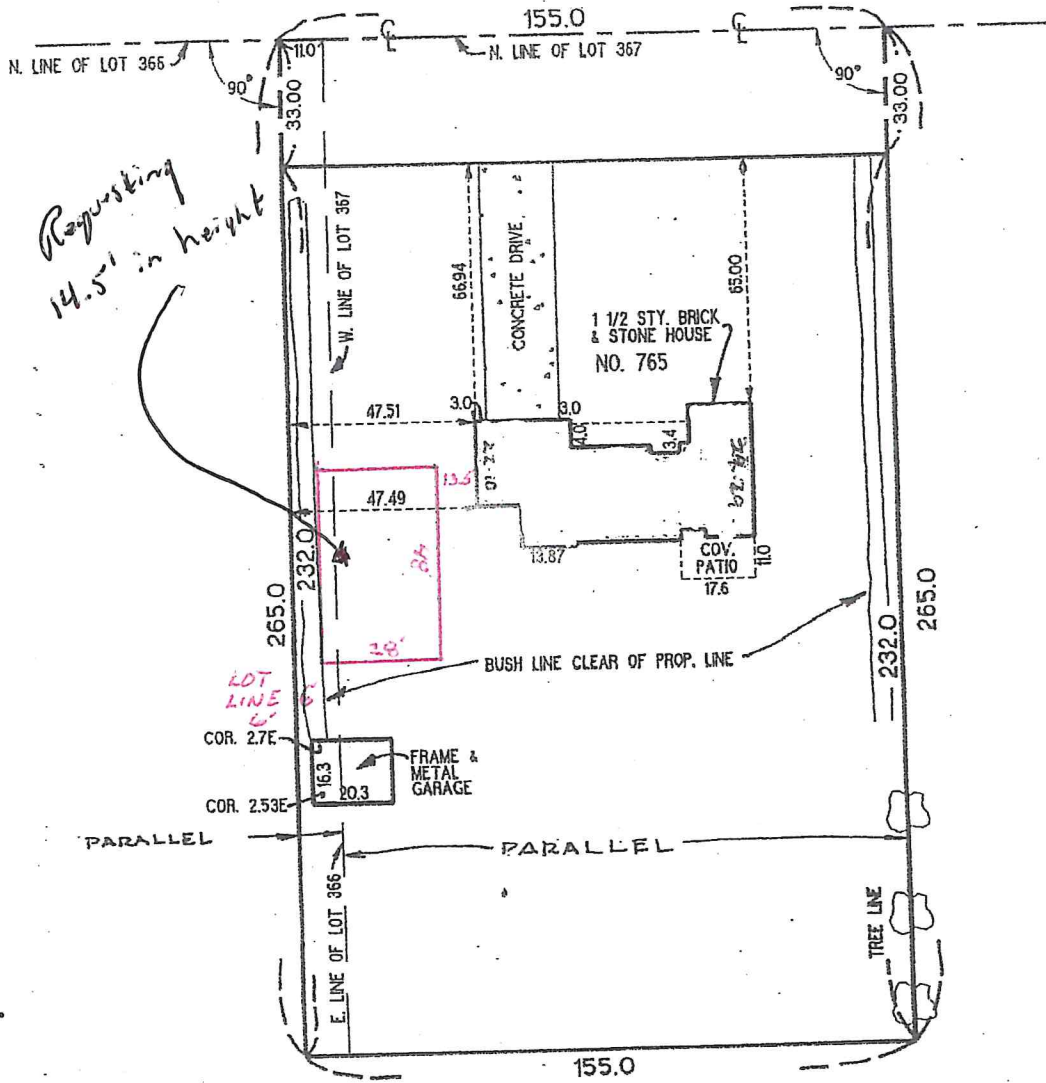 155.0
℄
℄
N. LINE OF LOT 366
11.0
N. LINE OF LOT 367
90°
33.00
90°
33.00
Requesting
14.5' in height
W. LINE OF LOT 367
66.94
CONCRETE DRIVE
65.00
1 1/2 STY. BRICK
& STONE HOUSE
NO. 765
47.51
3.0
3.0
4.0
3.4
13.5
47.49
232.0
265.0
13.87
COV.
PATIO
11.0
17.6
28'
232.0
265.0
BUSH LINE CLEAR OF PROP. LINE
LOT
LINE 6'
6'
COR. 2.7E
FRAME &
METAL
GARAGE
16.3
20.3
COR. 2.53E
PARALLEL
PARALLEL
E. LINE OF LOT 366
TREE LINE
155.0